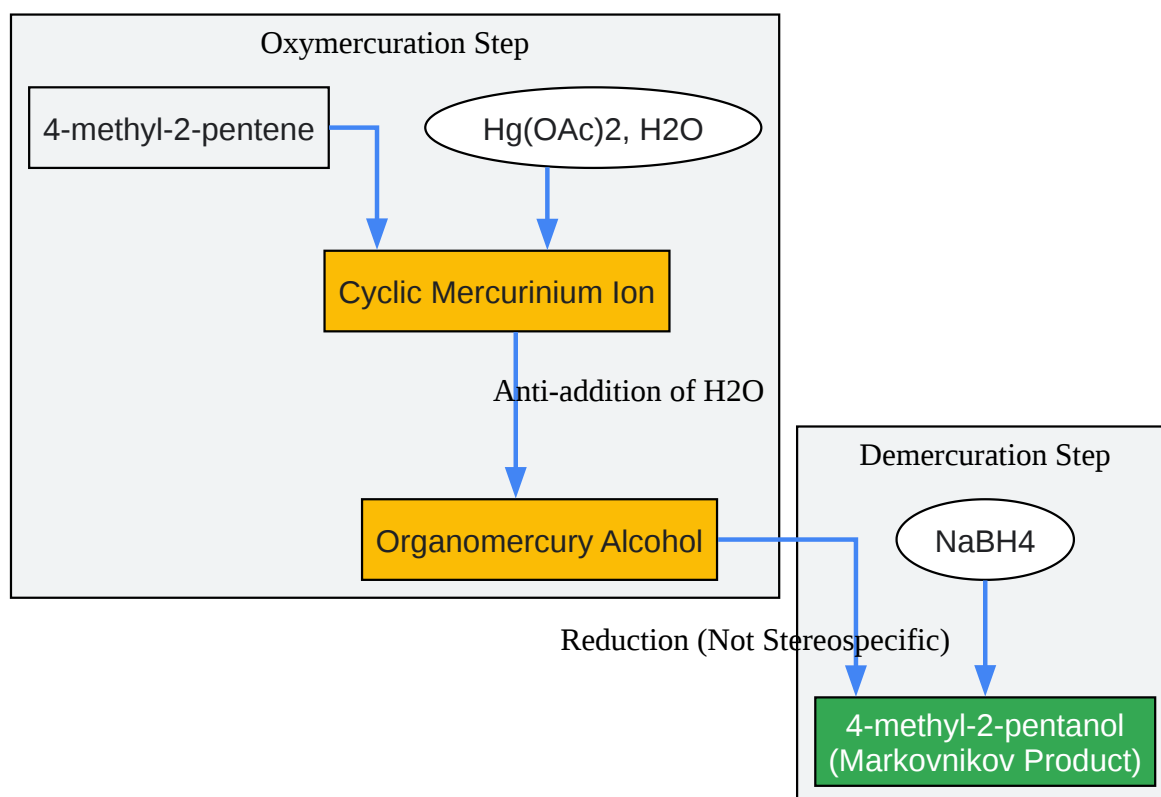 Oxymercuration Step
4-methyl-2-pentene
Hg(OAc)2, H2O
Cyclic Mercurinium Ion
Anti-addition of H2O
Organomercury Alcohol
Demercuration Step
NaBH4
Reduction (Not Stereospecific)
4-methyl-2-pentanol
(Markovnikov Product)